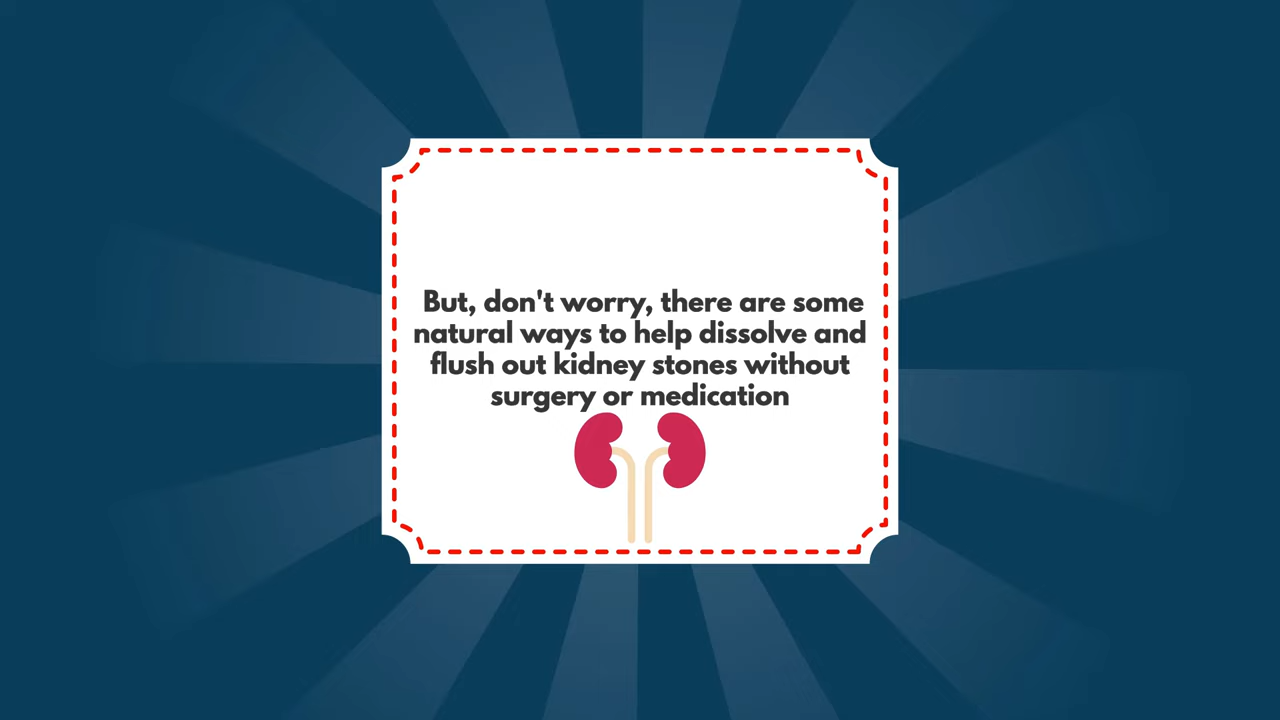 But, don't worry, there are some
natural ways to help dissolve and
flush out kidney stones without
surgery or medication